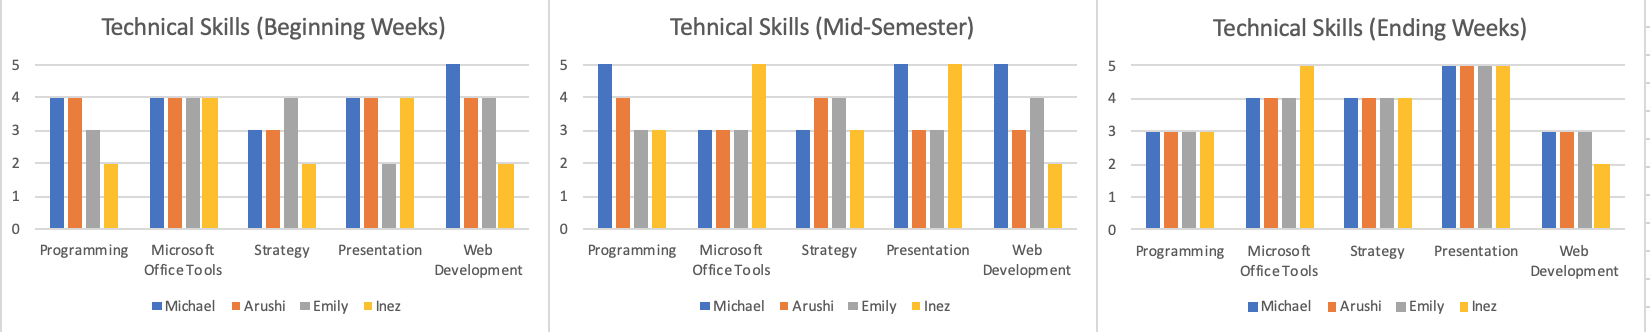 Technical Skills (Beginning Weeks)
5
4
3
2
1
0
Programming
Microsoft
Office Tools
Strategy
Presentation
Web
Development
Michael Arushi Emily Inez
Tehnical Skills (Mid-Semester)
5
4
3
2
1
0
Programming
Microsoft
Office Tools
Strategy
Presentation
Web
Development
Michael Arushi Emily Inez
Technical Skills (Ending Weeks)
5
4
3
2
1
0
Programming
Microsoft
Office Tools
Strategy
Presentation
Web
Development
Michael Arushi Emily Inez